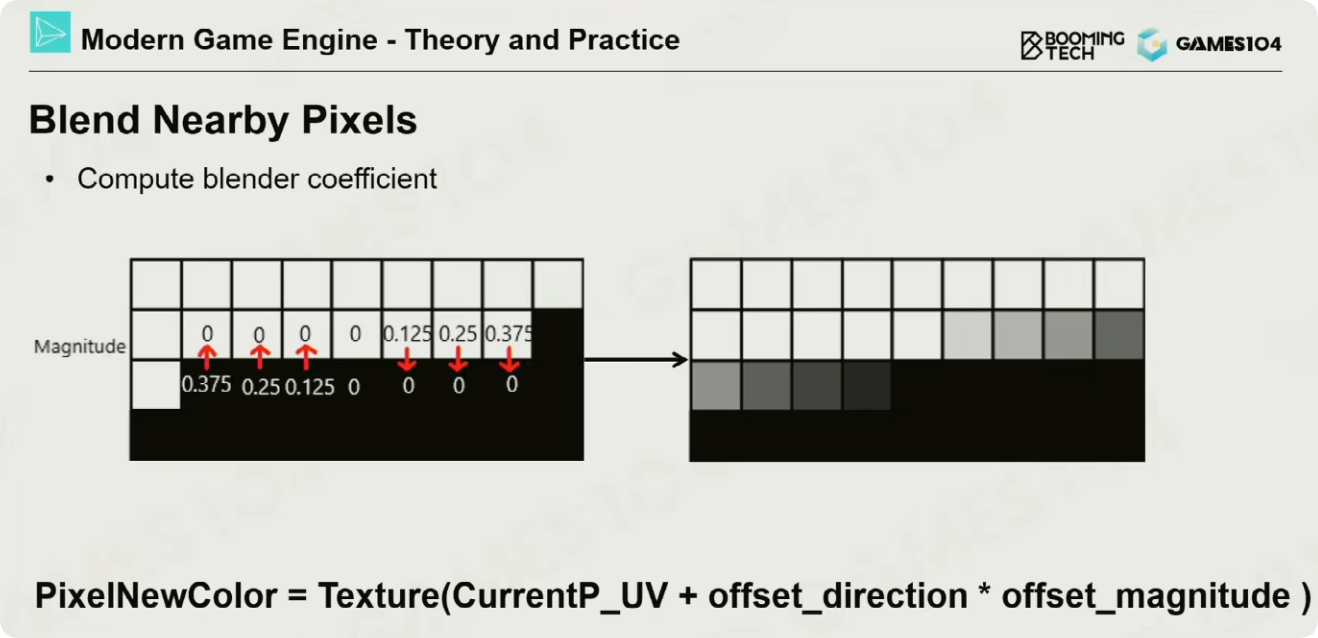 Modern Game Engine - Theory and Practice
BOOMING TECH
GAMES104
Blend Nearby Pixels
• Compute blender coefficient
Magnitude
0 0 0 0 0.125 0.25 0.375
0.375 0.25 0.125 0 0 0 0
PixelNewColor = Texture(CurrentP_UV + offset_direction * offset_magnitude )